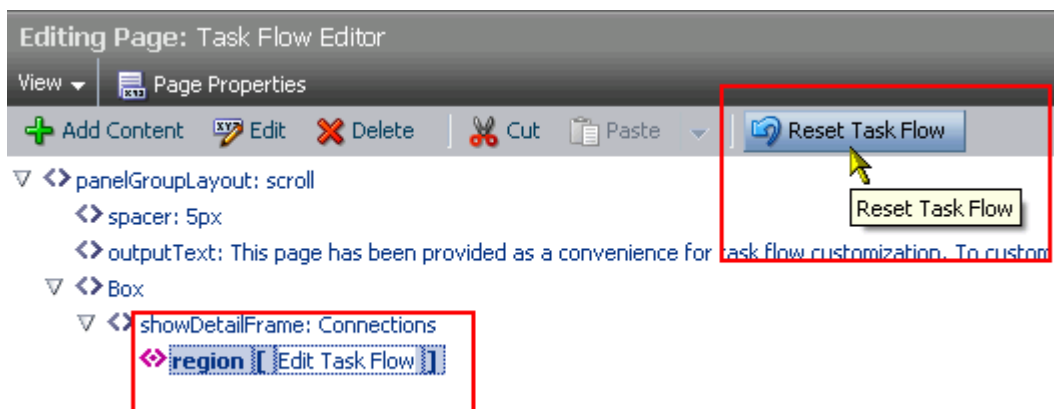 Editing Page: Task Flow Editor
View Page Properties
Add Content Edit Delete Cut Paste Reset Task Flow
panelGroupLayout: scroll
spacer: 5px
Reset Task Flow
outputText: This page has been provided as a convenience for task flow customization. To custom
Box
showDetailFrame: Connections
region [ Edit Task Flow ]